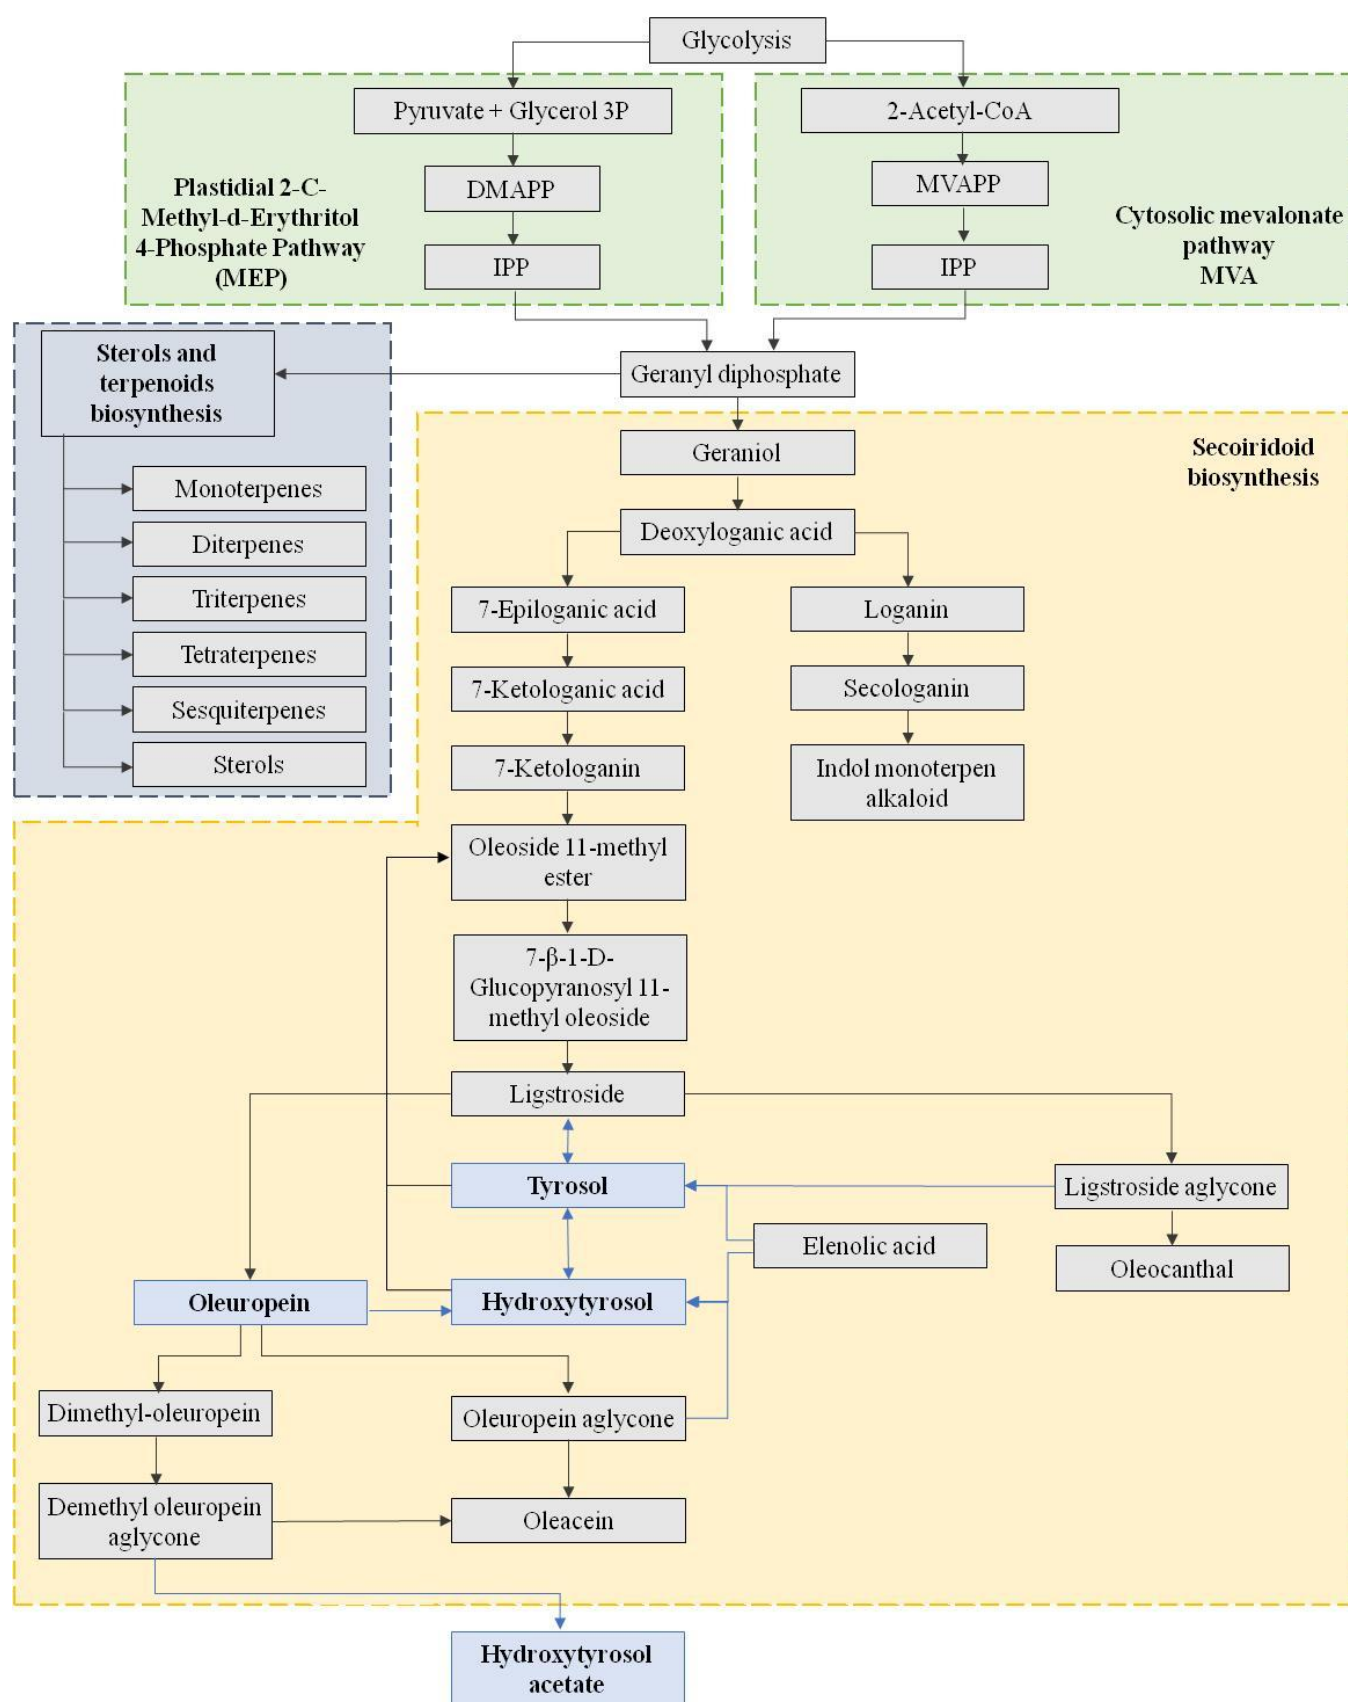 Glycolysis
Pyruvate + Glycerol 3P
2-Acetyl-CoA
DMAPP
MVAPP
Plastidial 2-C-
Methyl-d-Erythritol
4-Phosphate Pathway
(MEP)
Cytosolic mevalonate
pathway
MVA
IPP
IPP
Sterols and
terpenoids
biosynthesis
Geranyl diphosphate
Geraniol
Secoiridoid
biosynthesis
Monoterpenes
Diterpenes
Triterpenes
Tetraterpenes
Sesquiterpenes
Sterols
Deoxyloganic acid
7-Epiloganic acid
Loganin
7-Ketologanic acid
Secologanin
7-Ketologanin
Indol monoterpen
alkaloid
Oleoside 11-methyl
ester
7-β-1-D-
Glucopyranosyl 11-
methyl oleoside
Ligstroside
Tyrosol
Ligstroside aglycone
Elenolic acid
Oleocanthal
Oleuropein
Hydroxytyrosol
Dimethyl-oleuropein
Oleuropein aglycone
Demethyl oleuropein
aglycone
Oleacein
Hydroxytyrosol
acetate